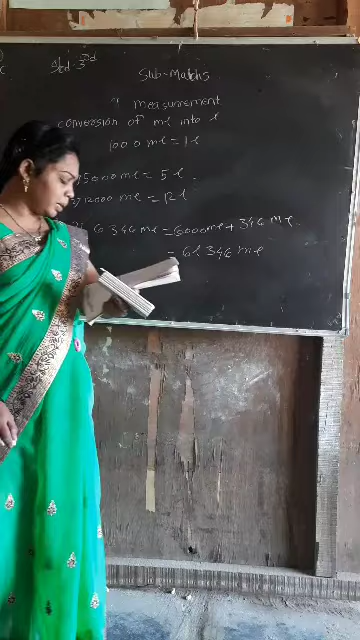 Std-3rd
Sub-Maths
measurement
conversion of ml into l
1000 ml = 1 l
5000 ml = 5 l
12000 ml = 12 l
6346 ml = 6000 ml + 346 ml
= 6l 346 ml